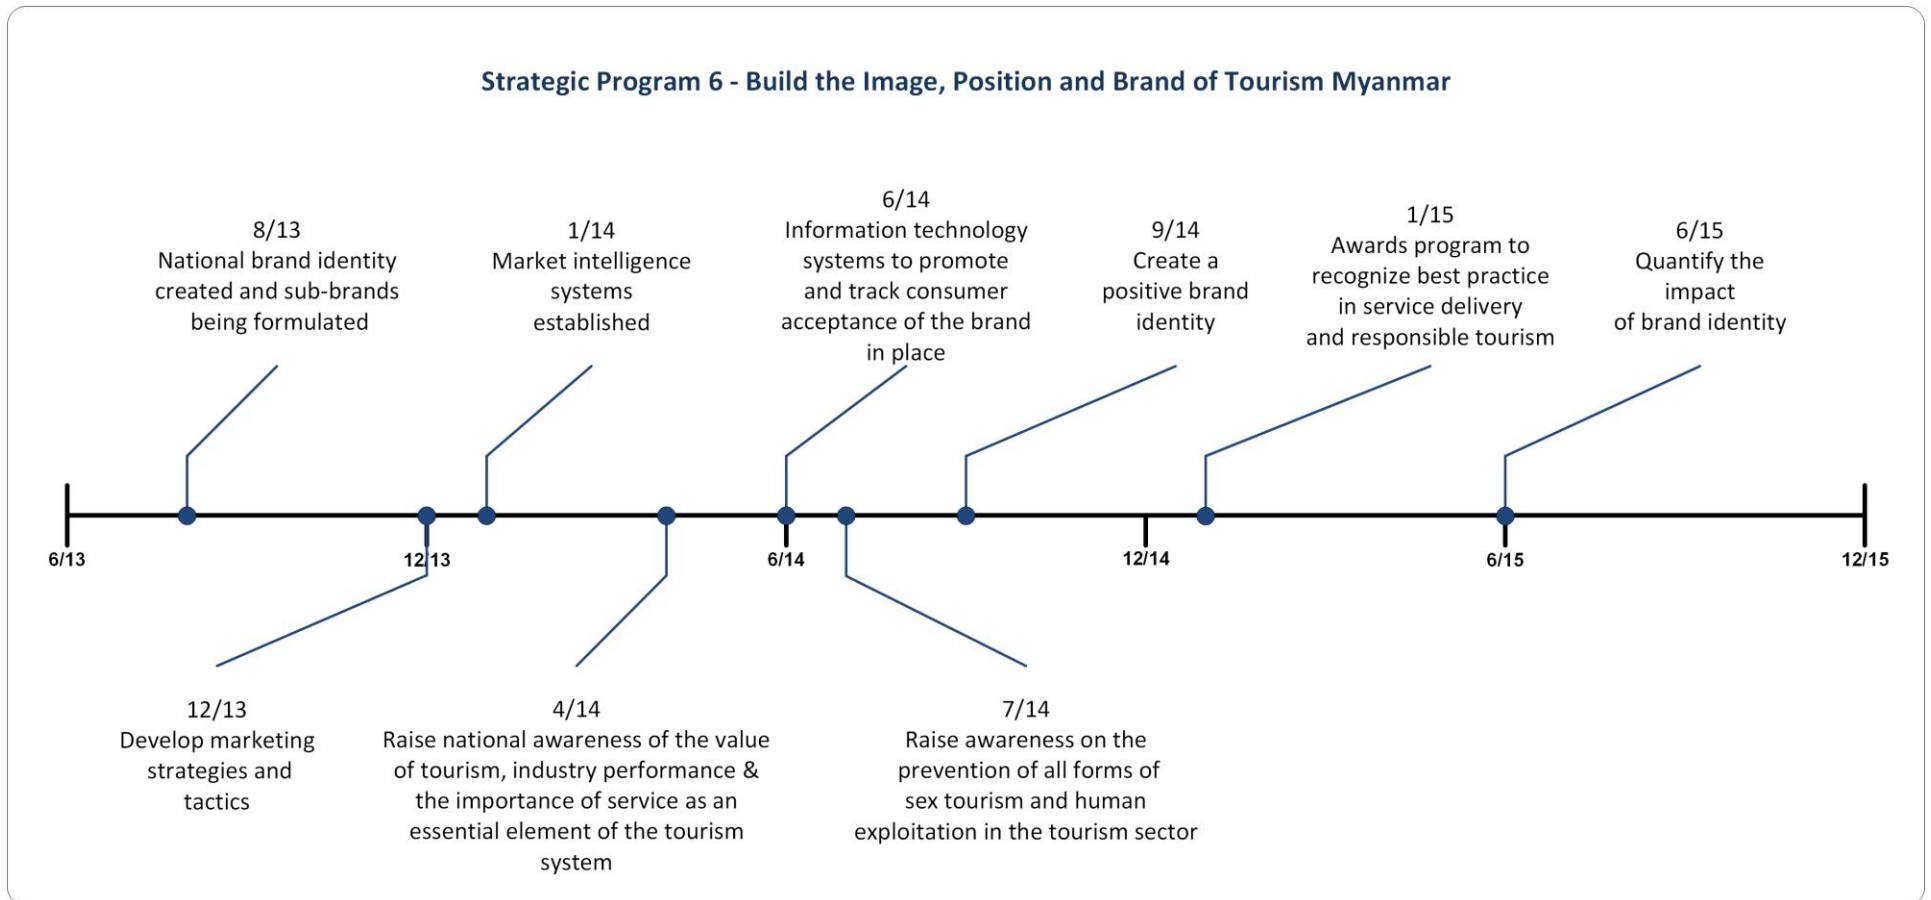 Strategic Program 6 - Build the Image, Position and Brand of Tourism Myanmar
8/13
National brand identity
created and sub-brands
being formulated
1/14
Market intelligence
systems
established
6/14
Information technology
systems to promote
and track consumer
acceptance of the brand
in place
9/14
Create a
positive brand
identity
1/15
Awards program to
recognize best practice
in service delivery
and responsible tourism
6/15
Quantify the
impact
of brand identity
6/13
12/13
6/14
12/14
6/15
12/15
12/13
Develop marketing
strategies and
tactics
4/14
Raise national awareness of the value
of tourism, industry performance &
the importance of service as an
essential element of the tourism
system
7/14
Raise awareness on the
prevention of all forms of
sex tourism and human
exploitation in the tourism sector